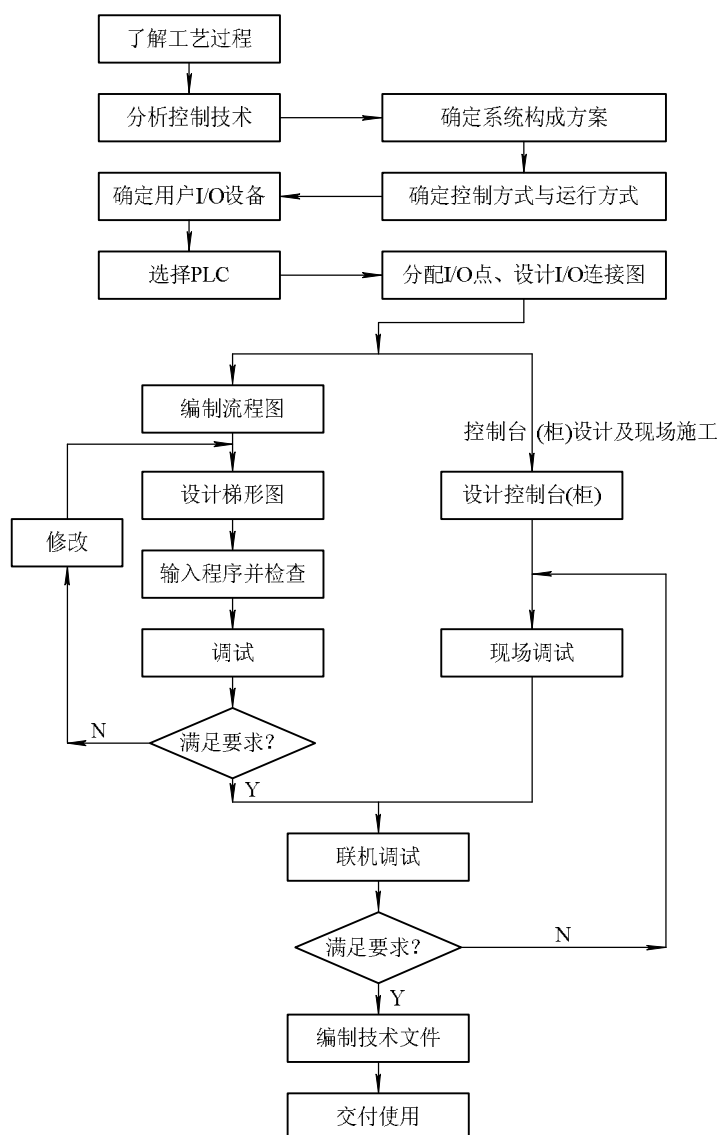 了解工艺过程
分析控制技术
确定系统构成方案
确定用户I/O设备
确定控制方式与运行方式
选择PLC
分配I/O点、设计I/O连接图
编制流程图
控制台(柜)设计及现场施工
设计梯形图
设计控制台(柜)
修改
输入程序并检查
调试
现场调试
N
满足要求?
Y
联机调试
满足要求?
N
Y
编制技术文件
交付使用